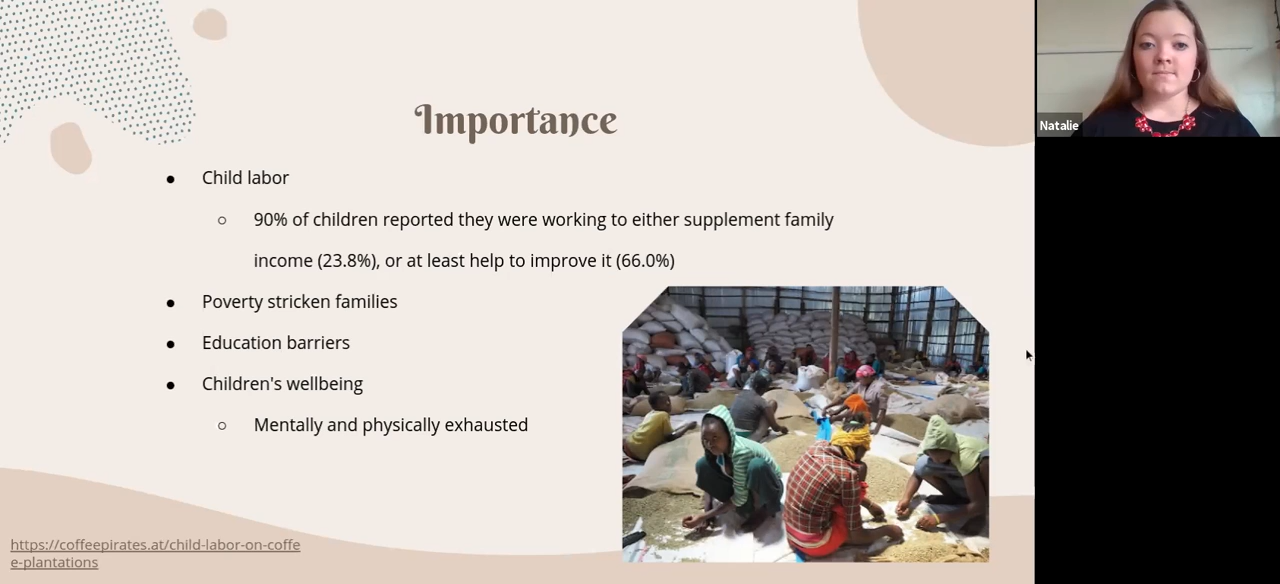 Importance
● Child labor
○ 90% of children reported they were working to either supplement family
income (23.8%), or at least help to improve it (66.0%)
● Poverty stricken families
● Education barriers
● Children's wellbeing
○ Mentally and physically exhausted
https://coffeepirates.at/child-labor-on-coffe
e-plantations
Natalie